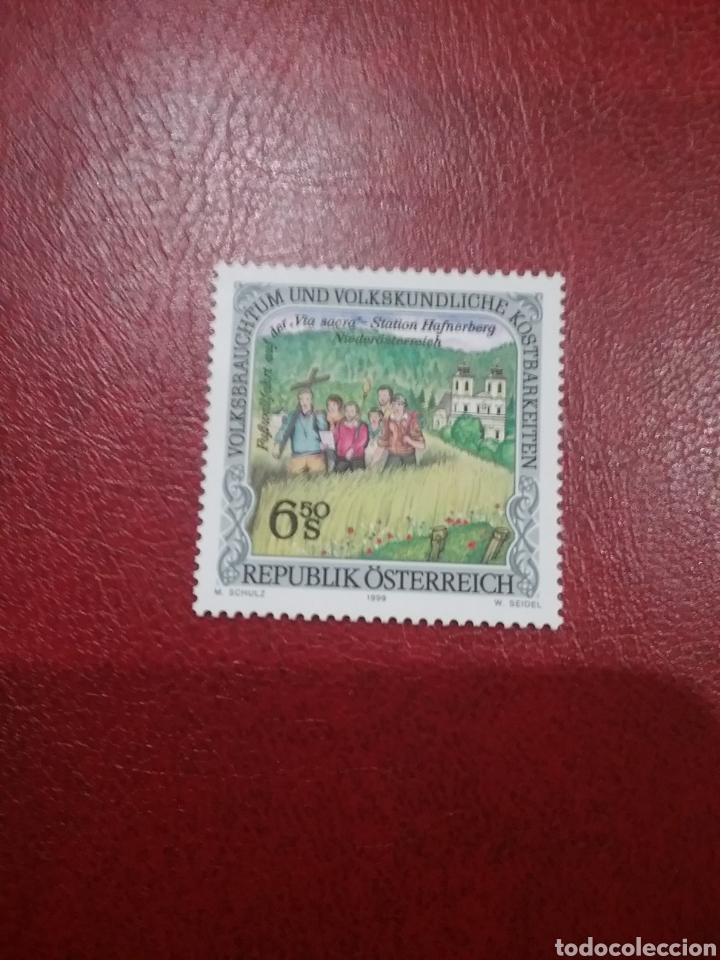 VOLKSBRAUCHTUM UND VOLKSKUNDLICHE KOSTBARKEITEN
Fußwallfahrt auf der „Via sacra“ - Station Hafnerberg
Niederösterreich
6 50 S
REPUBLIK ÖSTERREICH
M. SCHULZ 1999 W. SEIDEL
todocoleccion